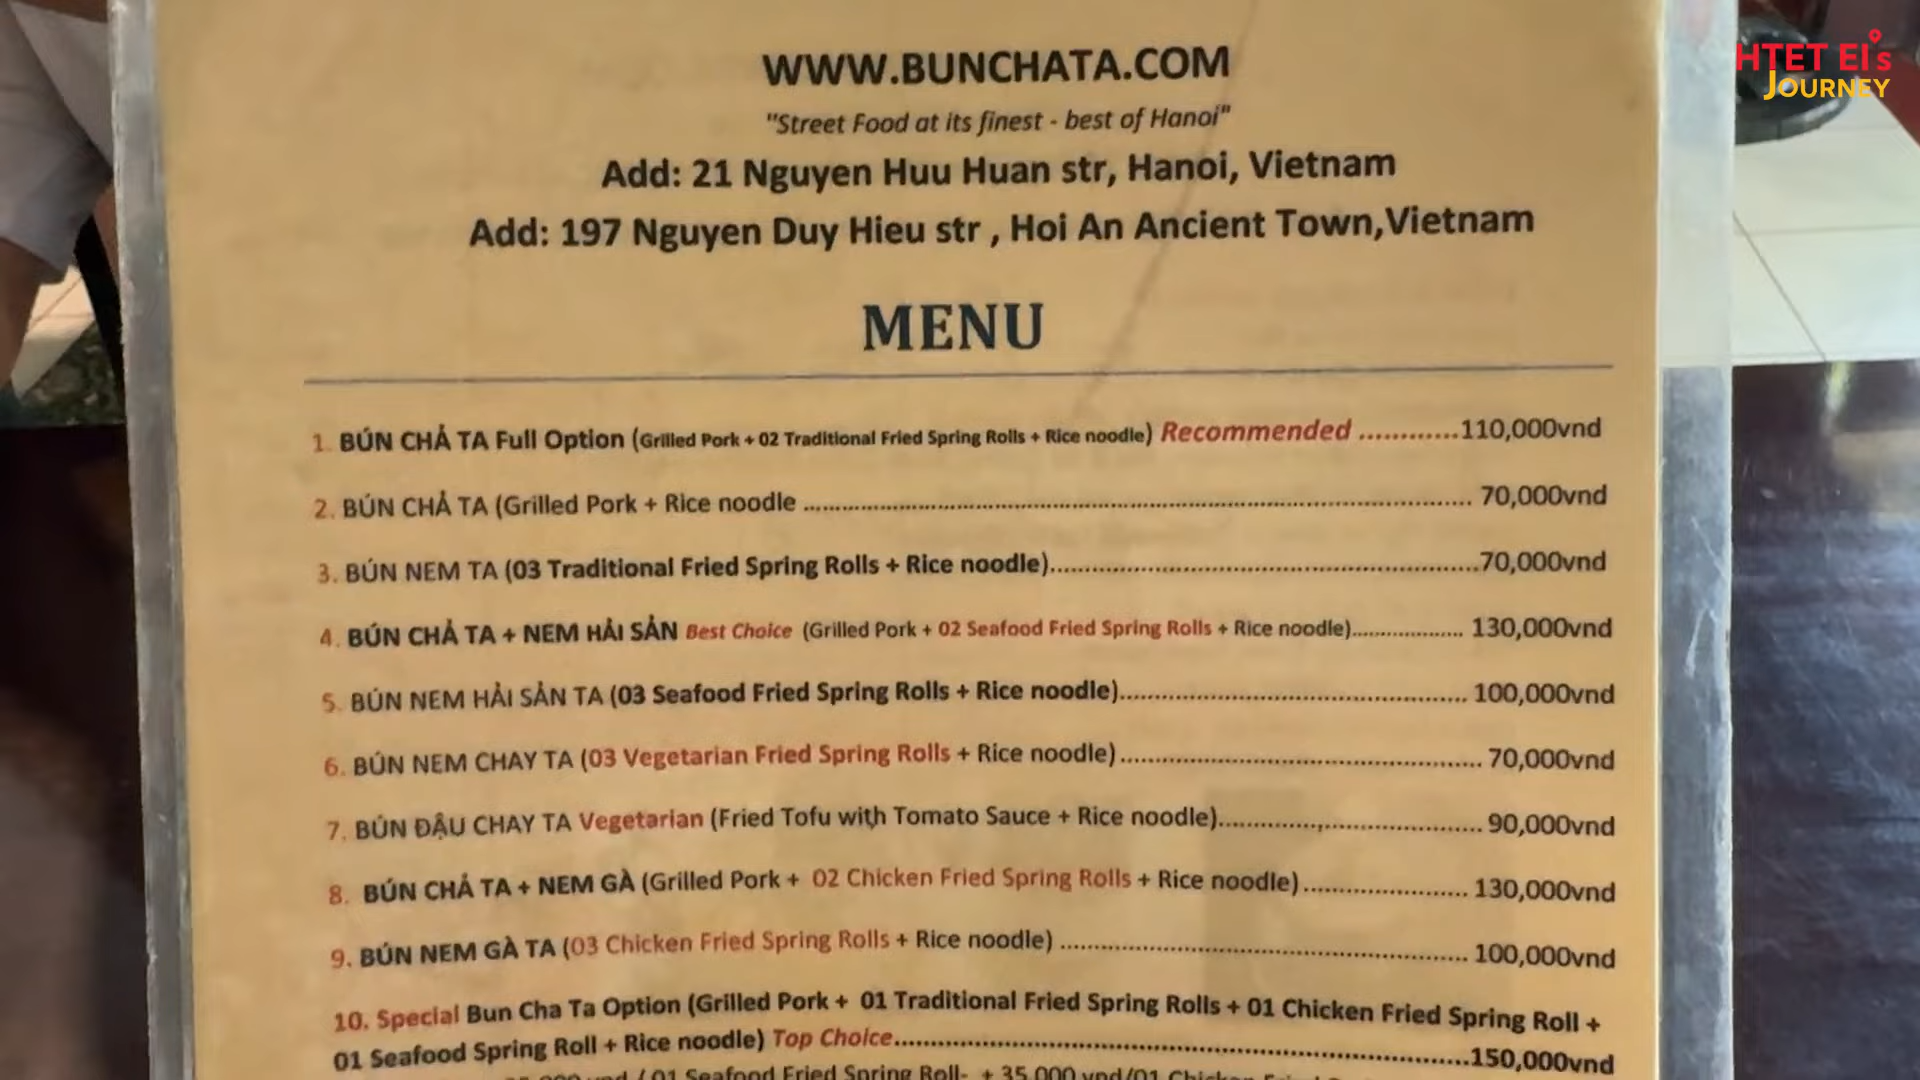 HTET EI's
JOURNEY
WWW.BUNCHATA.COM
"Street Food at its finest - best of Hanoi"
Add: 21 Nguyen Huu Huan str, Hanoi, Vietnam
Add: 197 Nguyen Duy Hieu str , Hoi An Ancient Town,Vietnam
MENU
1. BÚN CHẢ TA Full Option (Grilled Pork + 02 Traditional Fried Spring Rolls + Rice noodle) Recommended ............110,000vnd
2. BÚN CHẢ TA (Grilled Pork + Rice noodle ........................................ 70,000vnd
3. BÚN NEM TA (03 Traditional Fried Spring Rolls + Rice noodle)........................................70,000vnd
4. BÚN CHẢ TA + NEM HẢI SẢN Best Choice (Grilled Pork + 02 Seafood Fried Spring Rolls + Rice noodle).................... 130,000vnd
5. BÚN NEM HẢI SẢN TA (03 Seafood Fried Spring Rolls + Rice noodle)........................................ 100,000vnd
6. BÚN NEM CHAY TA (03 Vegetarian Fried Spring Rolls + Rice noodle)........................................ 70,000vnd
7. BÚN ĐẬU CHAY TA Vegetarian (Fried Tofu with Tomato Sauce + Rice noodle)........................................ 90,000vnd
8. BÚN CHẢ TA + NEM GÀ (Grilled Pork + 02 Chicken Fried Spring Rolls + Rice noodle)........................ 130,000vnd
9. BÚN NEM GÀ TA (03 Chicken Fried Spring Rolls + Rice noodle) ........................................ 100,000vnd
10. Special Bun Cha Ta Option (Grilled Pork + 01 Traditional Fried Spring Rolls + 01 Chicken Fried Spring Roll +
01 Seafood Spring Roll + Rice noodle) Top Choice........................................150,000vnd
vnd / 01 Seafood Fried Spring Roll- + 35,000 vnd/01